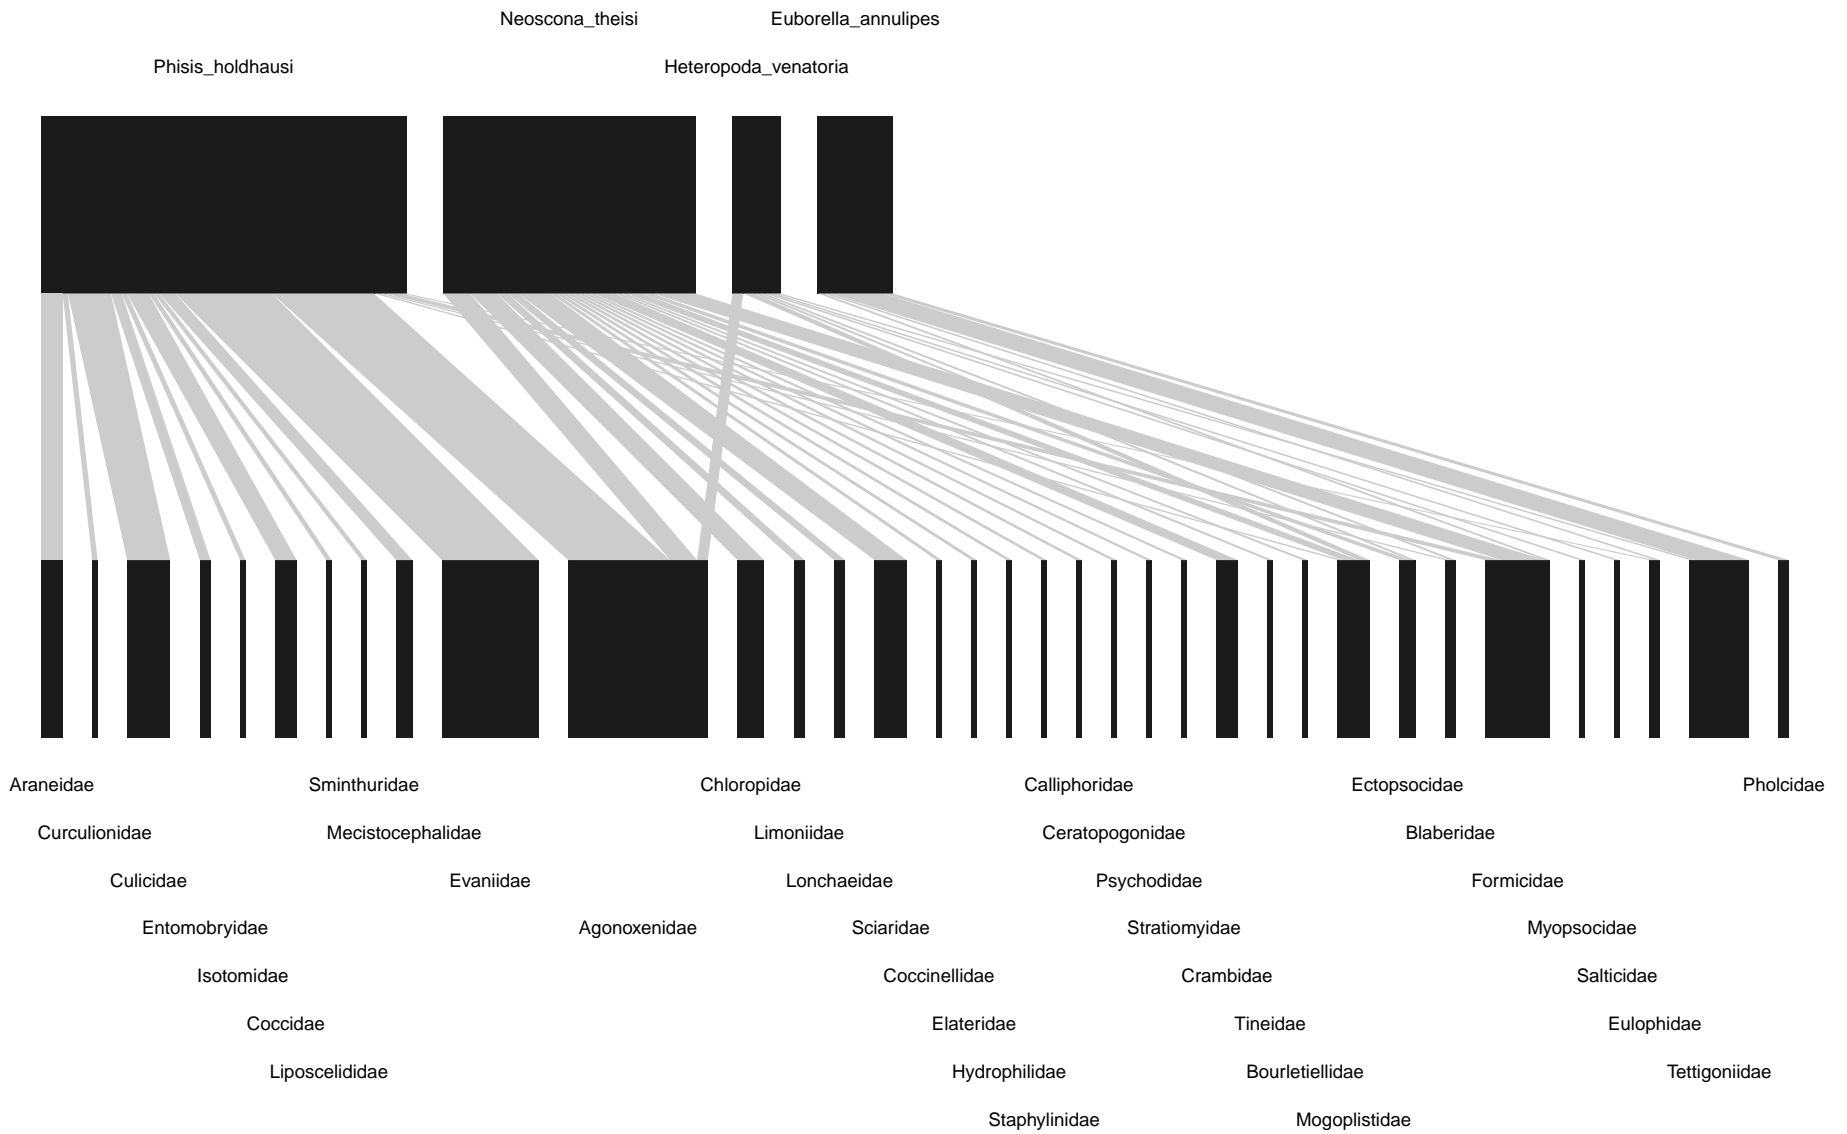 Neoscona_theisi Euborella_annulipes
Phisis_holdhausi Heteropoda_venatoria
Araneidae Sminthuridae Chloropidae Calliphoridae Ectopsocidae Pholcidae
Curculionidae Mecistocephalidae Limoniidae Ceratopogonidae Blaberidae
Culicidae Evaniidae Lonchaeidae Psychodidae Formicidae
Entomobryidae Agonoxenidae Sciaridae Stratiomyidae Myopsocidae
Isotomidae Coccinellidae Crambidae Salticidae
Coccidae Elateridae Tineidae Eulophidae
Liposcelididae Hydrophilidae Bourletiellidae Tettigoniidae
Staphylinidae Mogoplistidae